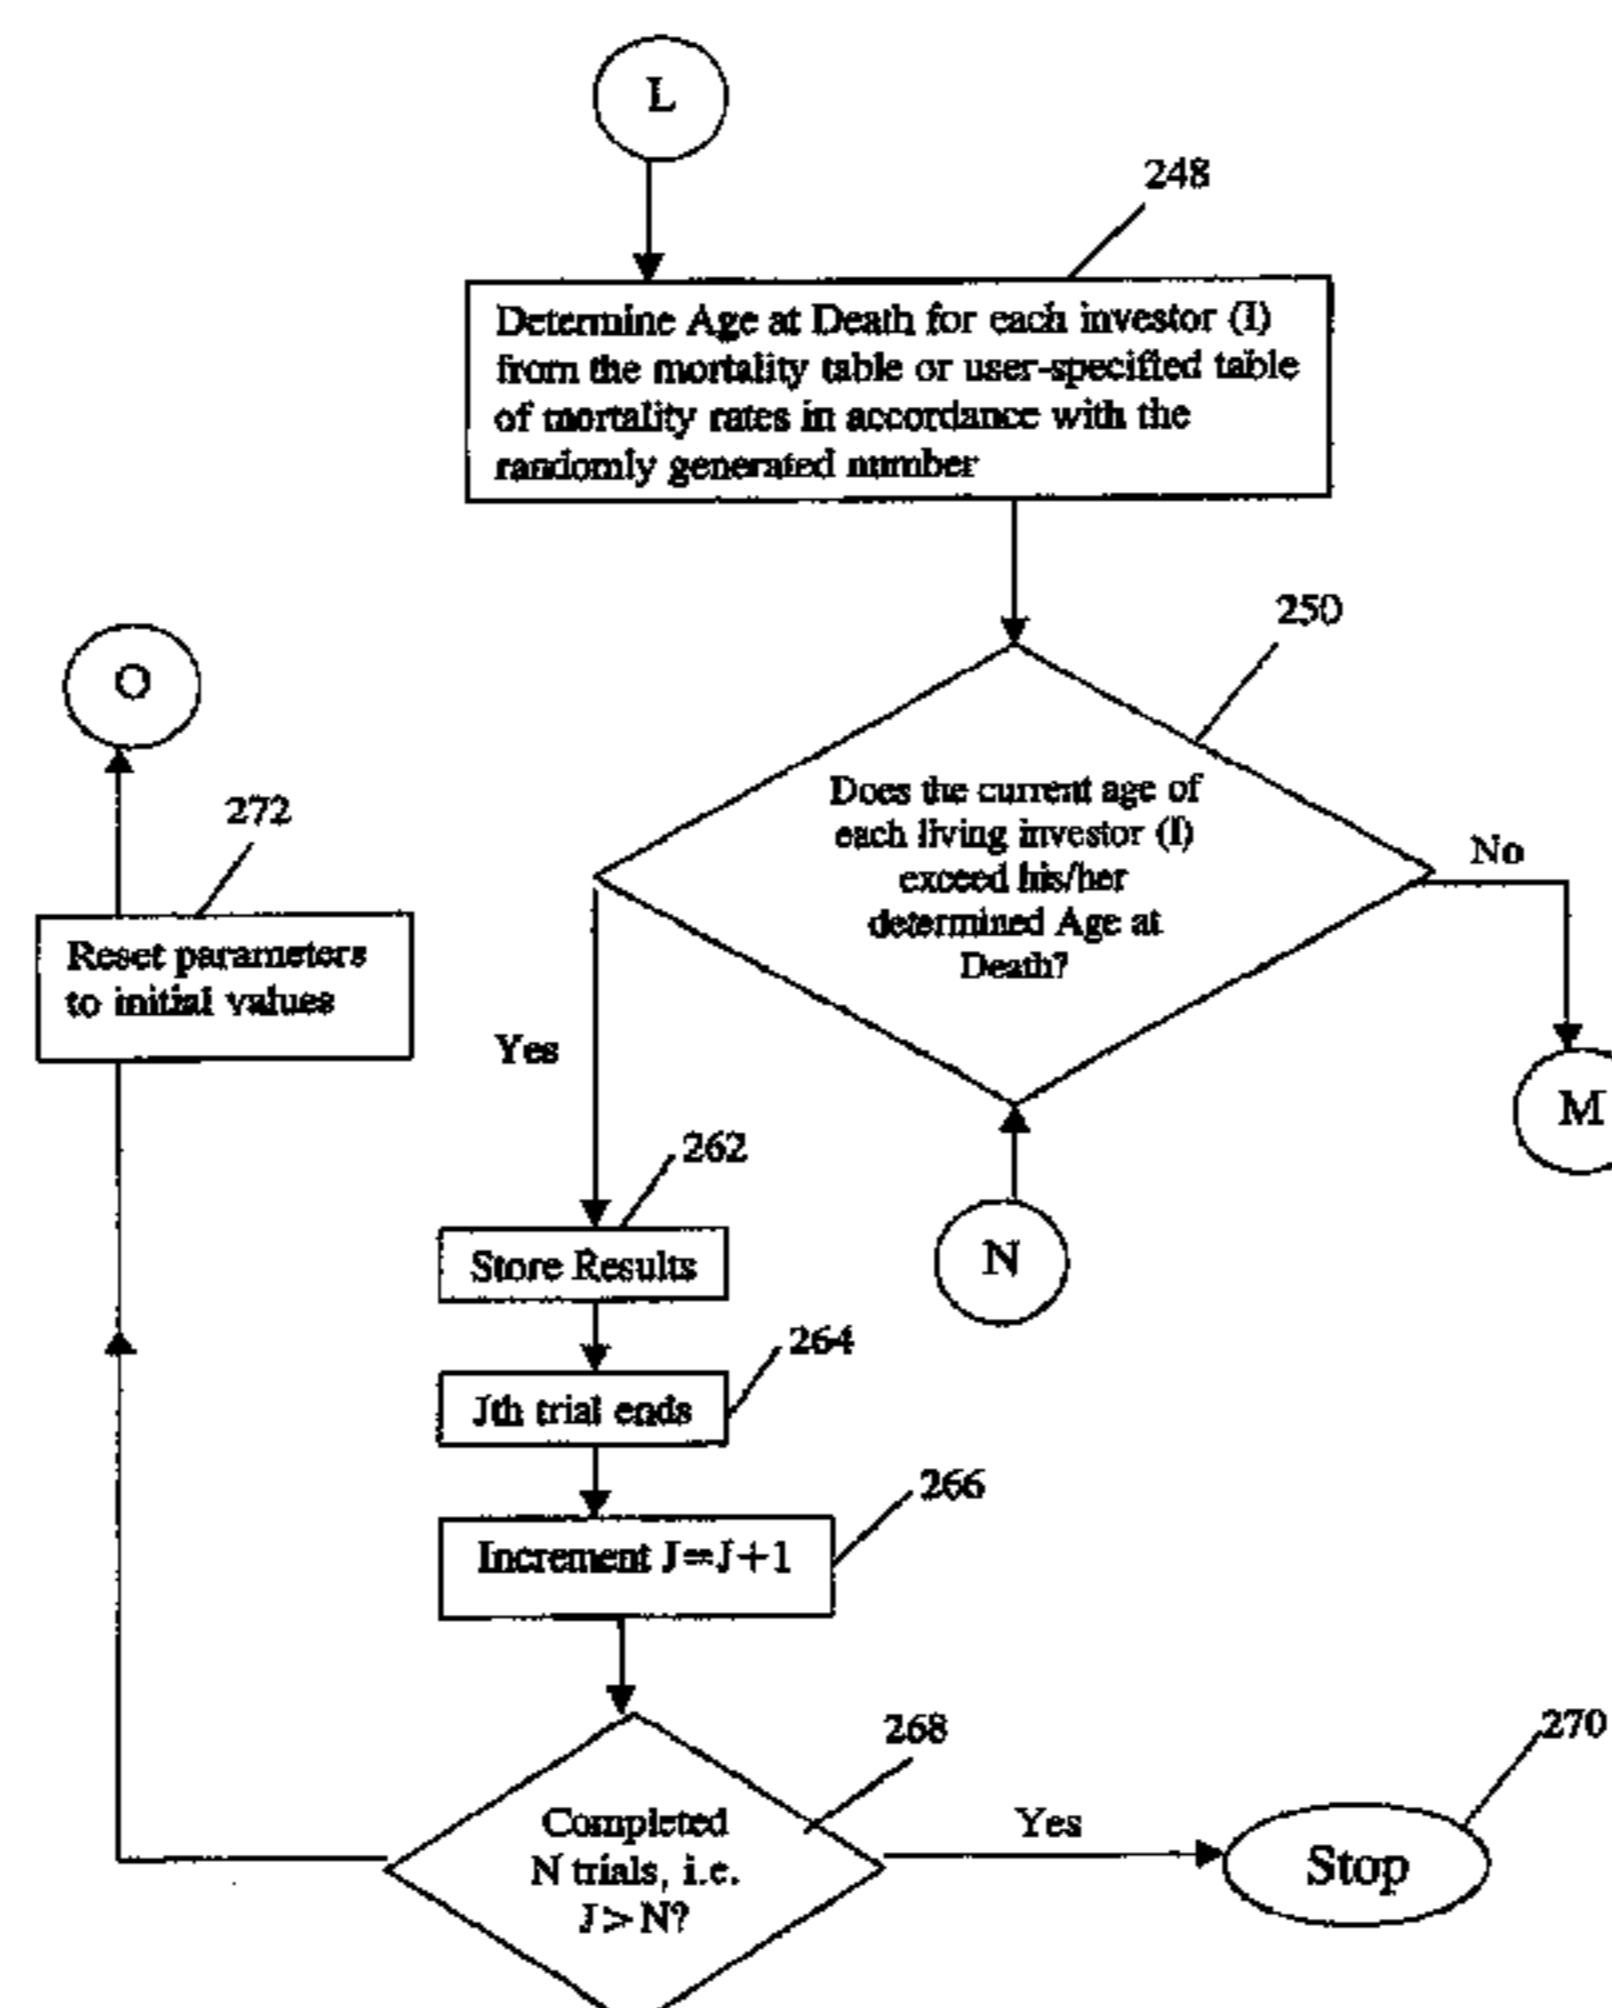 L
248
Determine Age at Death for each investor (I)
from the mortality table or user-specified table
of mortality rates in accordance with the
randomly generated number
250
O
272
Does the current age of
each living investor (I)
exceed his/her
determined Age at
Death?
No
Reset parameters
to initial values
Yes
M
262
N
Store Results
264
Jth trial ends
266
Increment J=J+1
268
270
Completed
N trials, i.e.
J > N?
Yes
Stop